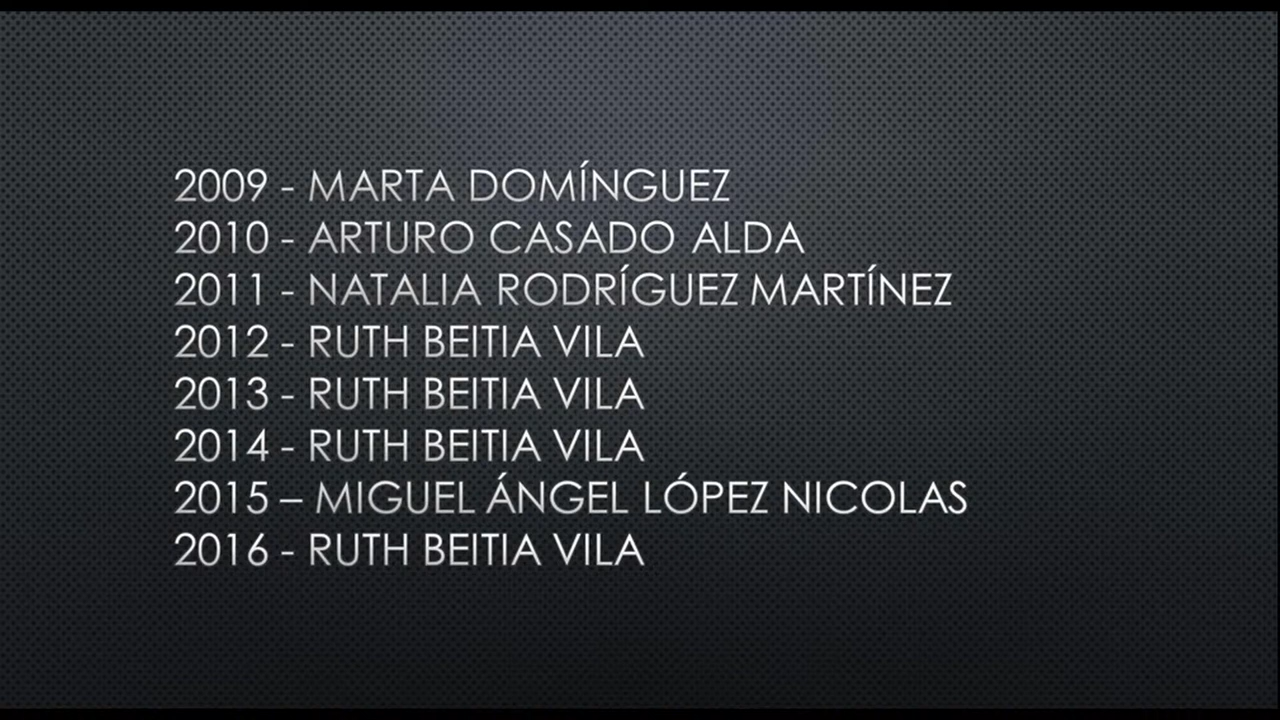 2009 - MARTA DOMÍNGUEZ
2010 - ARTURO CASADO ALDA
2011 - NATALIA RODRÍGUEZ MARTÍNEZ
2012 - RUTH BEITIA VILA
2013 - RUTH BEITIA VILA
2014 - RUTH BEITIA VILA
2015 – MIGUEL ÁNGEL LÓPEZ NICOLAS
2016 - RUTH BEITIA VILA